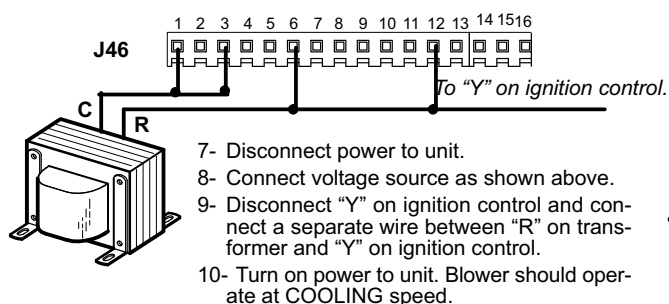 1 2 3 4 5 6 7 8 9 10 11 12 13 14 15 16
J46
To “Y” on ignition control.
C
R
7- Disconnect power to unit.
8- Connect voltage source as shown above.
9- Disconnect “Y” on ignition control and con-
nect a separate wire between “R” on trans-
former and “Y” on ignition control.
10- Turn on power to unit. Blower should oper-
ate at COOLING speed.